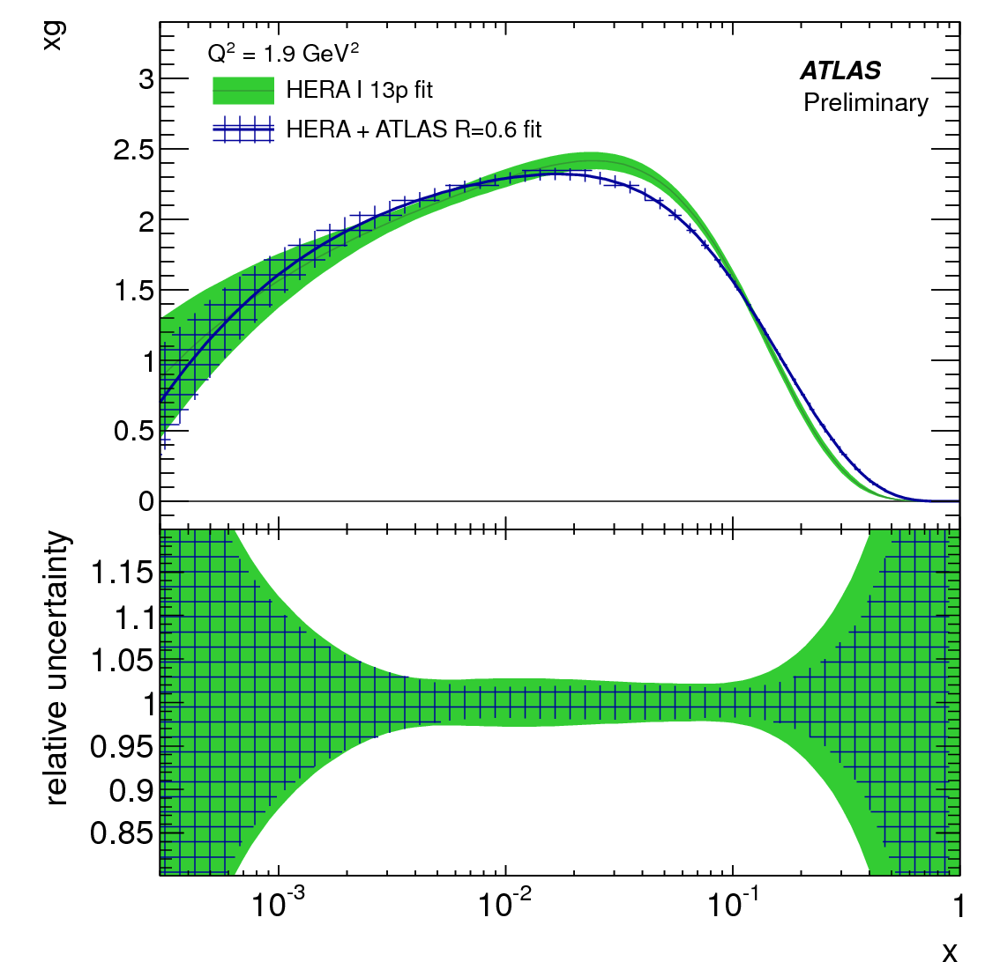 xg
Q² = 1.9 GeV²
HERA I 13p fit
HERA + ATLAS R=0.6 fit
ATLAS
Preliminary
3
2.5
2
1.5
1
0.5
0
relative uncertainty
1.15
1.1
1.05
1
0.95
0.9
0.85
10⁻³ 10⁻² 10⁻¹ 1
x